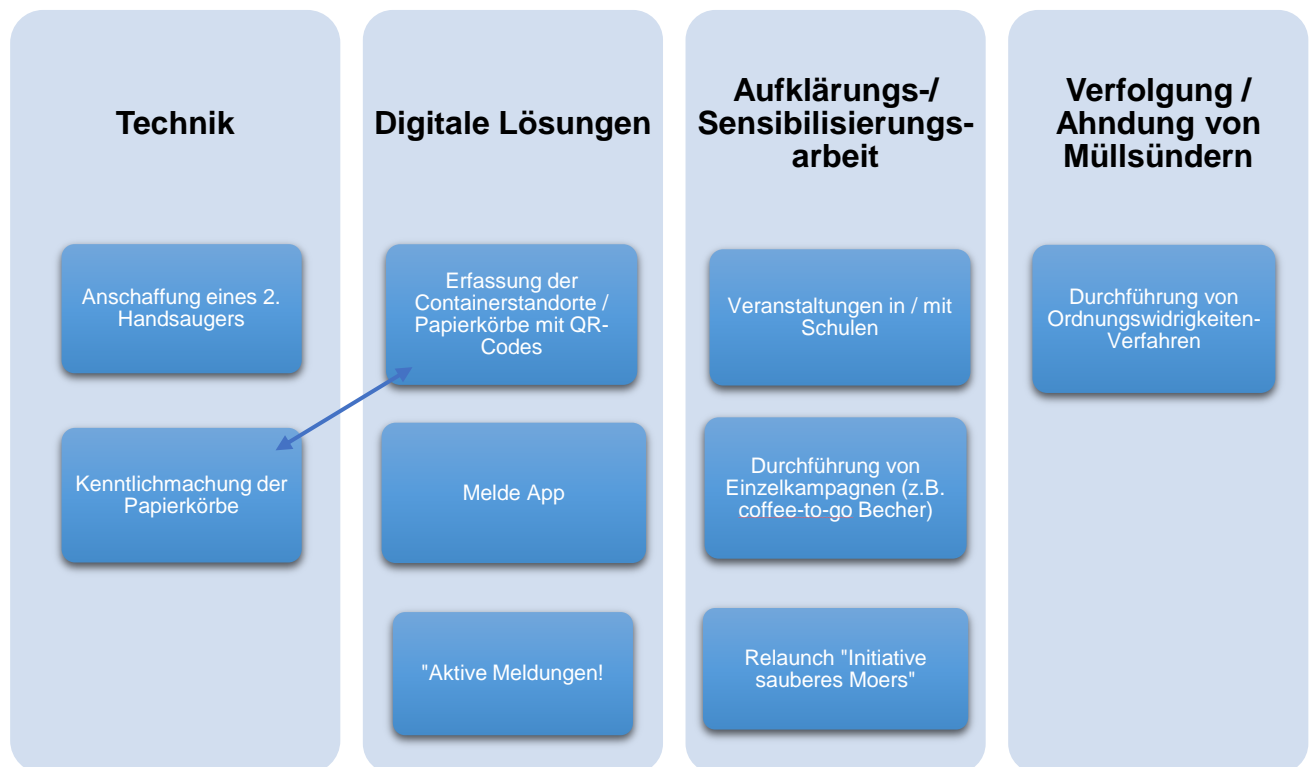 Technik
Anschaffung eines 2.
Handsaugers
Kenntlichmachung der
Papierkörbe
Digitale Lösungen
Erfassung der
Containerstandorte /
Papierkörbe mit QR-
Codes
Melde App
"Aktive Meldungen!
Aufklärungs-/
Sensibilisierungs-
arbeit
Veranstaltungen in / mit
Schulen
Durchführung von
Einzelkampagnen (z.B.
coffee-to-go Becher)
Relaunch "Initiative
sauberes Moers"
Verfolgung /
Ahndung von
Müllsündern
Durchführung von
Ordnungswidrigkeiten-
Verfahren